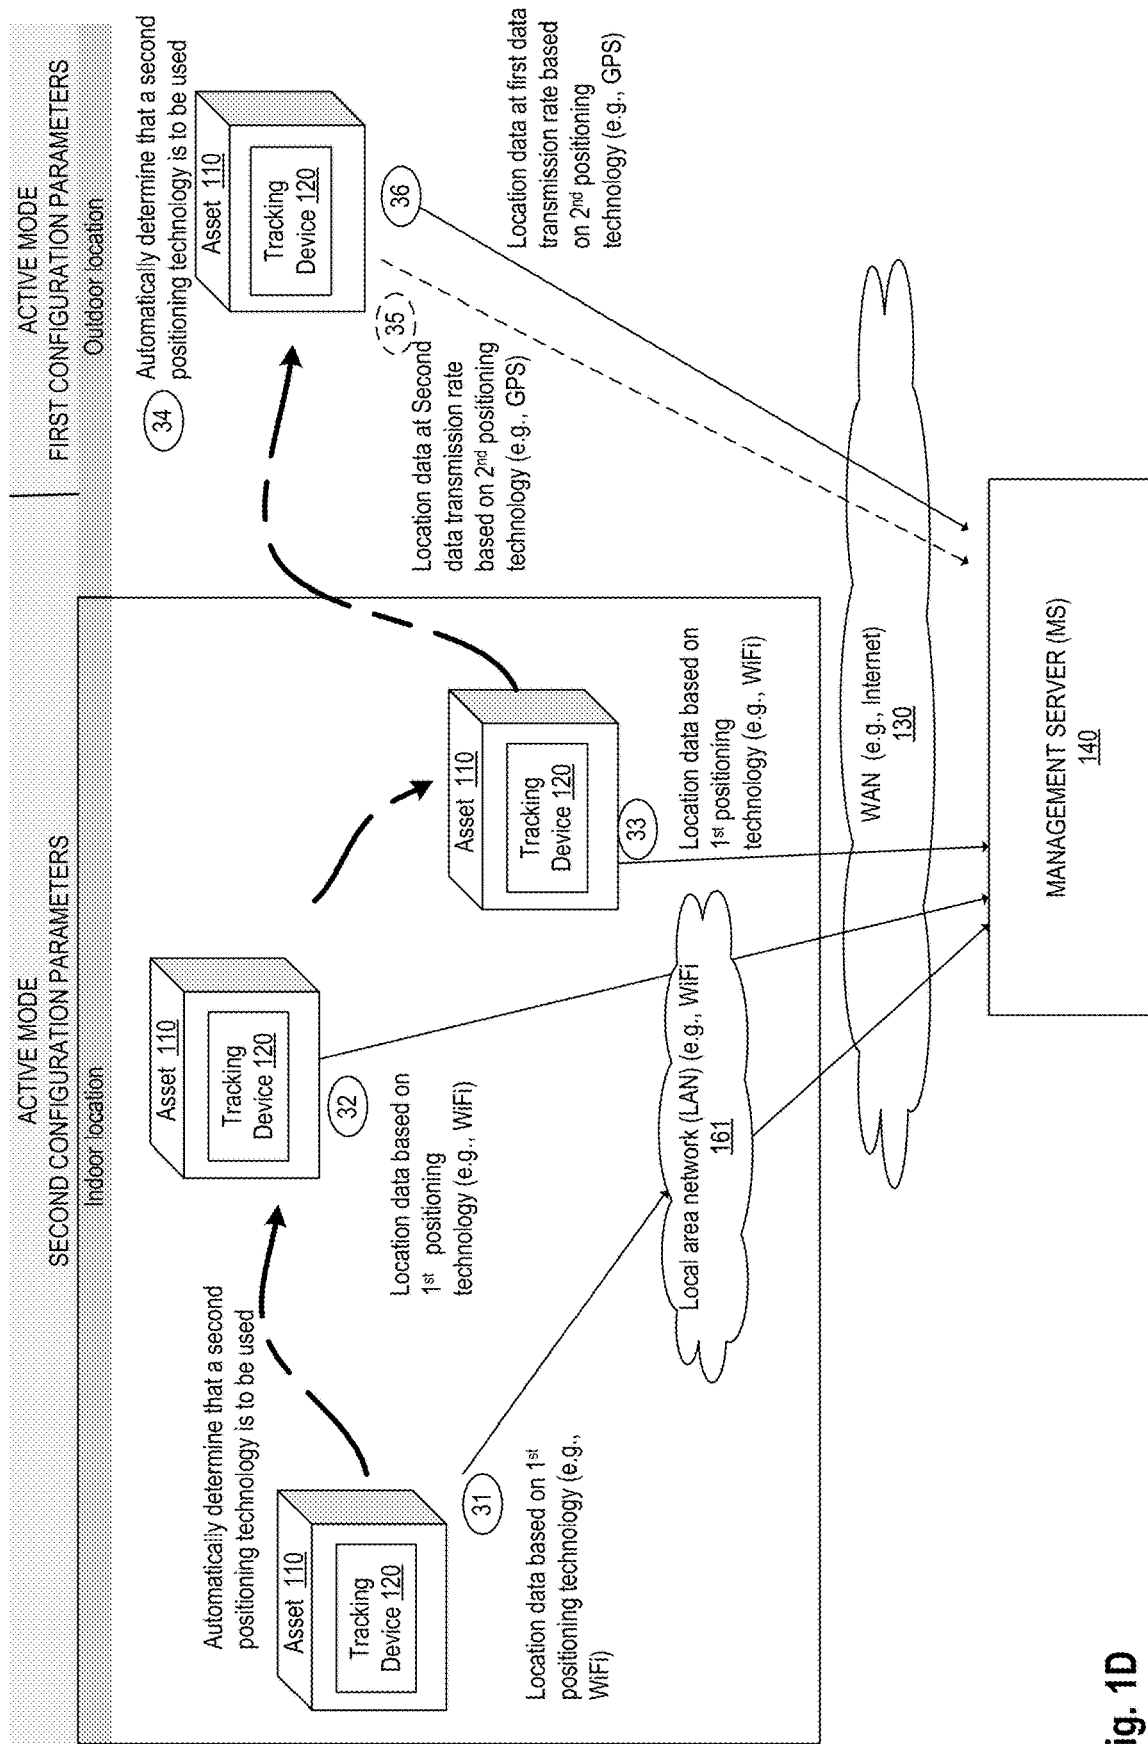 ACTIVE MODE
SECOND CONFIGURATION PARAMETERS
Indoor location
ACTIVE MODE
FIRST CONFIGURATION PARAMETERS
Outdoor location
Automatically determine that a second
positioning technology is to be used
Asset 110
Tracking
Device 120
31
Location data based on 1st
positioning technology (e.g.,
WiFi)
Asset 110
Tracking
Device 120
32
Location data based on
1st positioning
technology (e.g., WiFi)
Asset 110
Tracking
Device 120
33
Location data based on
1st positioning
technology (e.g., WiFi)
34
Automatically determine that a second
positioning technology is to be used
Asset 110
Tracking
Device 120
35
Location data at Second
data transmission rate
based on 2nd positioning
technology (e.g., GPS)
36
Location data at first data
transmission rate based
on 2nd positioning
technology (e.g., GPS)
Local area network (LAN) (e.g., WiFi
161
WAN (e.g., Internet)
130
MANAGEMENT SERVER (MS)
140
ig. 1D